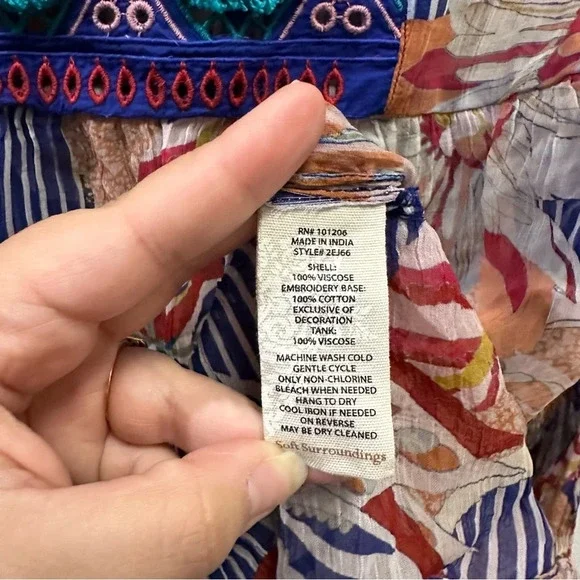 RN# 101206
MADE IN INDIA
STYLE# 2EJ66
SHELL:
100% VISCOSE
EMBROIDERY BASE:
100% COTTON
EXCLUSIVE OF
DECORATION
TANK:
100% VISCOSE
MACHINE WASH COLD
GENTLE CYCLE
ONLY NON-CHLORINE
BLEACH WHEN NEEDED
HANG TO DRY
COOL IRON IF NEEDED
ON REVERSE
MAY BE DRY CLEANED
Soft Surroundings